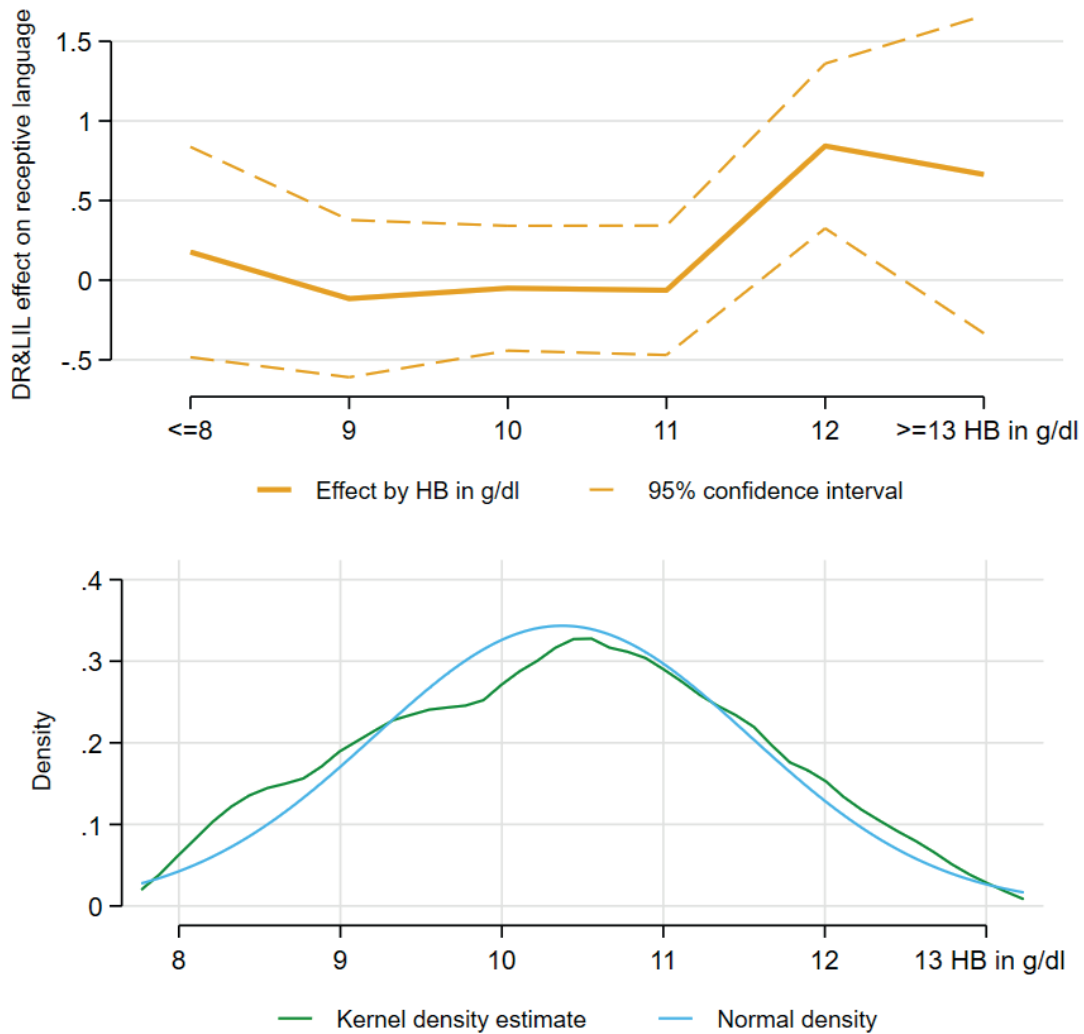 DR&LIL effect on receptive language
1.5
1
.5
0
-.5
<=8 9 10 11 12 >=13 HB in g/dl
Effect by HB in g/dl 95% confidence interval
Density
.4
.3
.2
.1
0
8 9 10 11 12 13 HB in g/dl
Kernel density estimate Normal density